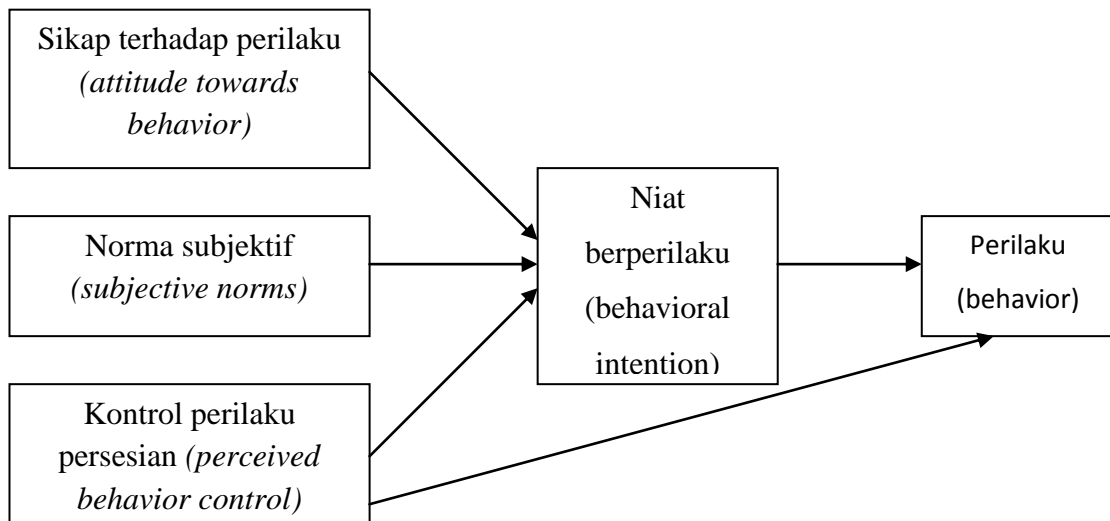 Sikap terhadap perilaku
(attitude towards
behavior)
Norma subjektif
(subjective norms)
Kontrol perilaku
persesian (perceived
behavior control)
Niat
berperilaku
(behavioral
intention)
Perilaku
(behavior)